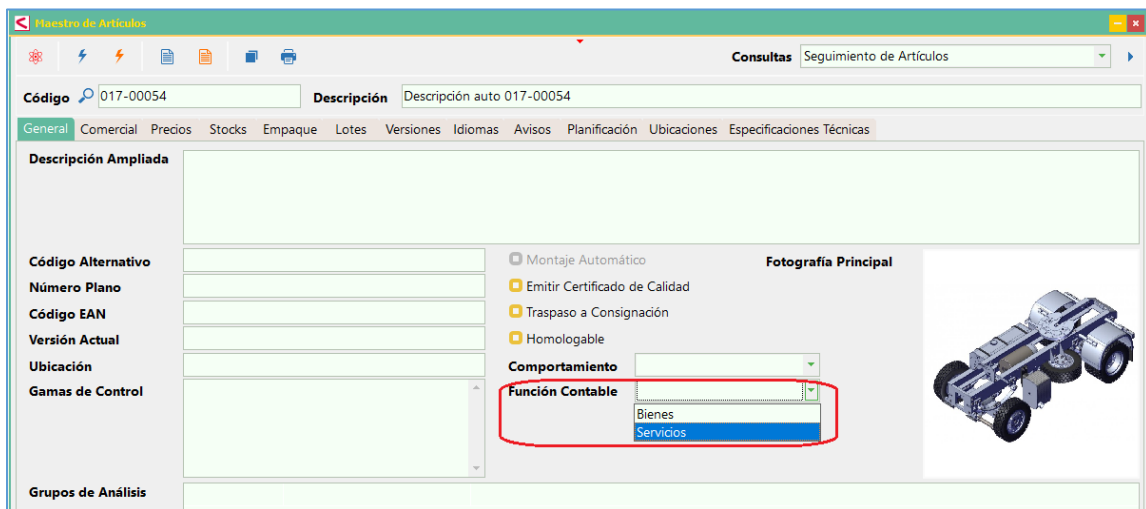 Maestro de Artículos
Consultas Seguimiento de Artículos
Código 017-00054 Descripción Descripción auto 017-00054
General Comercial Precios Stocks Empaque Lotes Versiones Idiomas Avisos Planificación Ubicaciones Especificaciones Técnicas
Descripción Ampliada
Código Alternativo Montaje Automático Fotografía Principal
Número Plano Emitir Certificado de Calidad
Código EAN Traspaso a Consignación
Versión Actual Homologable
Ubicación Comportamiento
Gamas de Control Función Contable
Bienes
Servicios
Grupos de Análisis